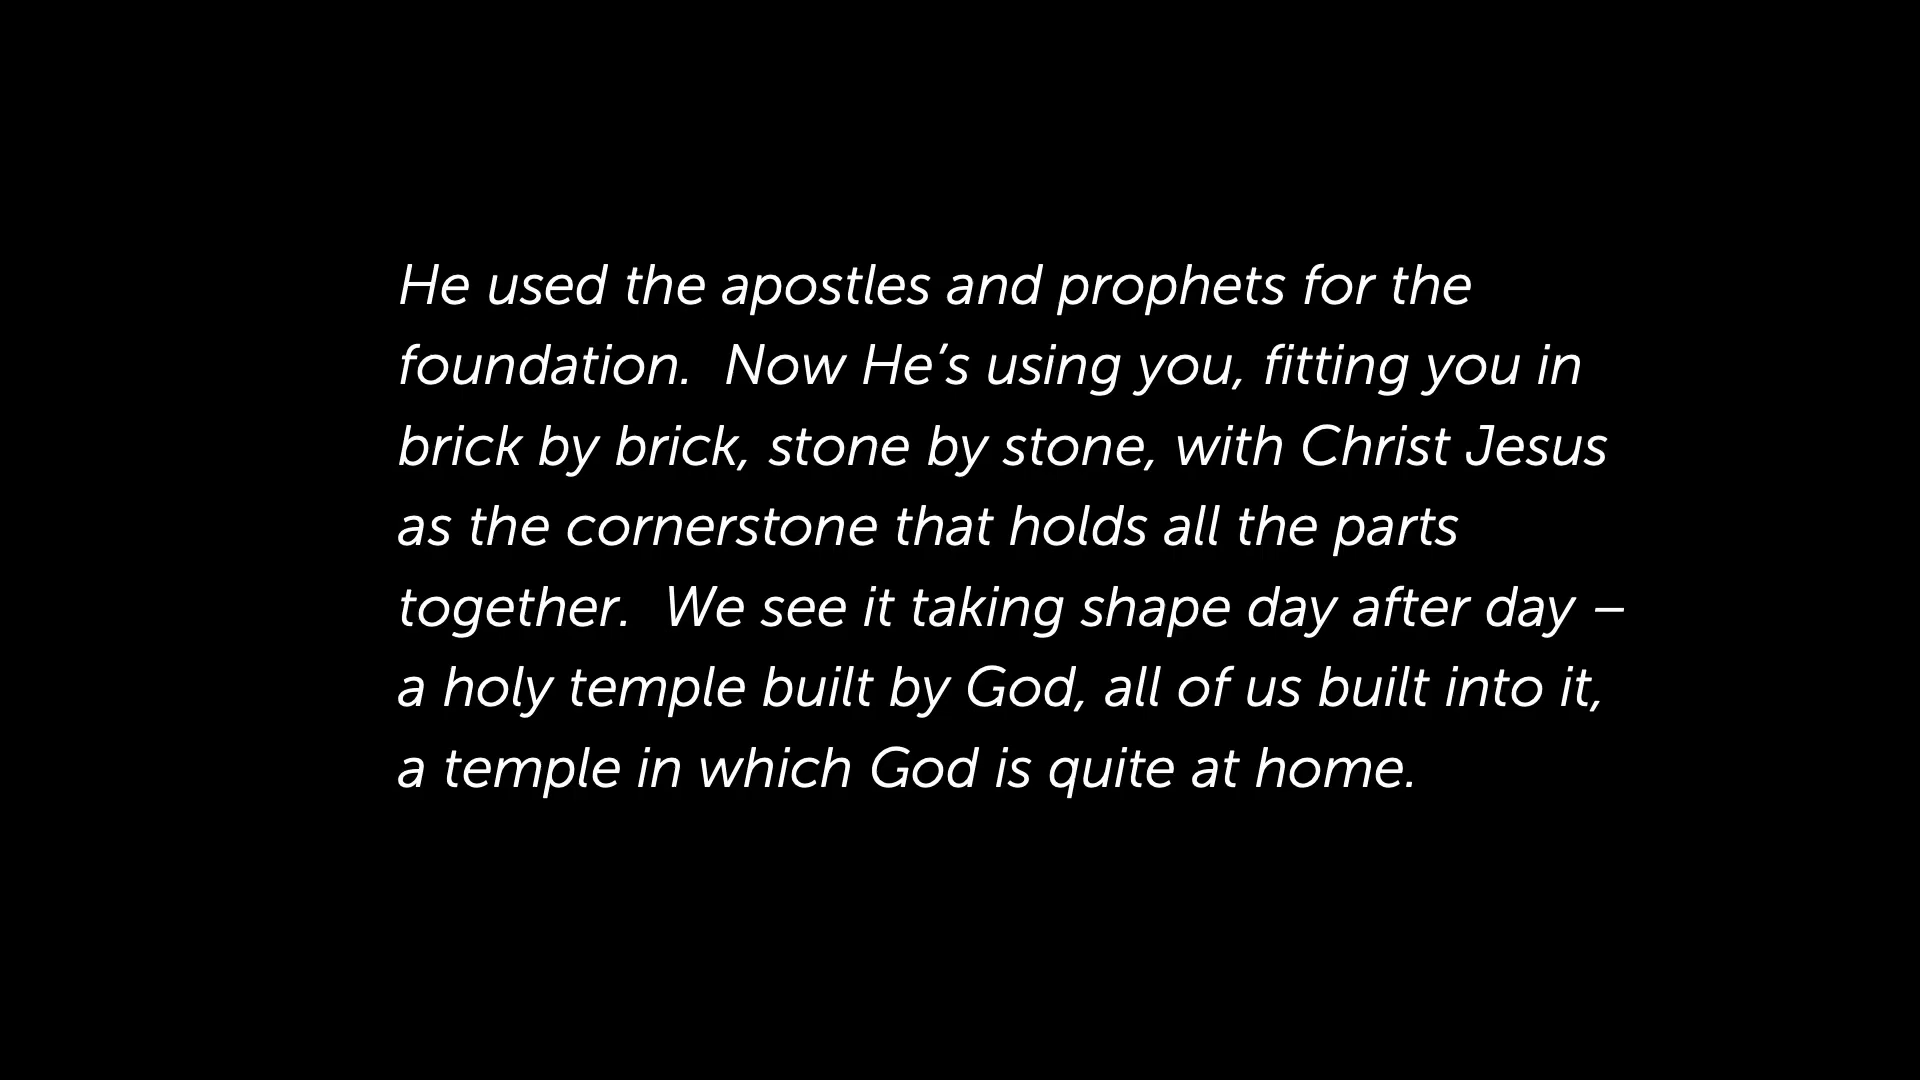 He used the apostles and prophets for the
foundation.  Now He’s using you, fitting you in
brick by brick, stone by stone, with Christ Jesus
as the cornerstone that holds all the parts
together.  We see it taking shape day after day –
a holy temple built by God, all of us built into it,
a temple in which God is quite at home.